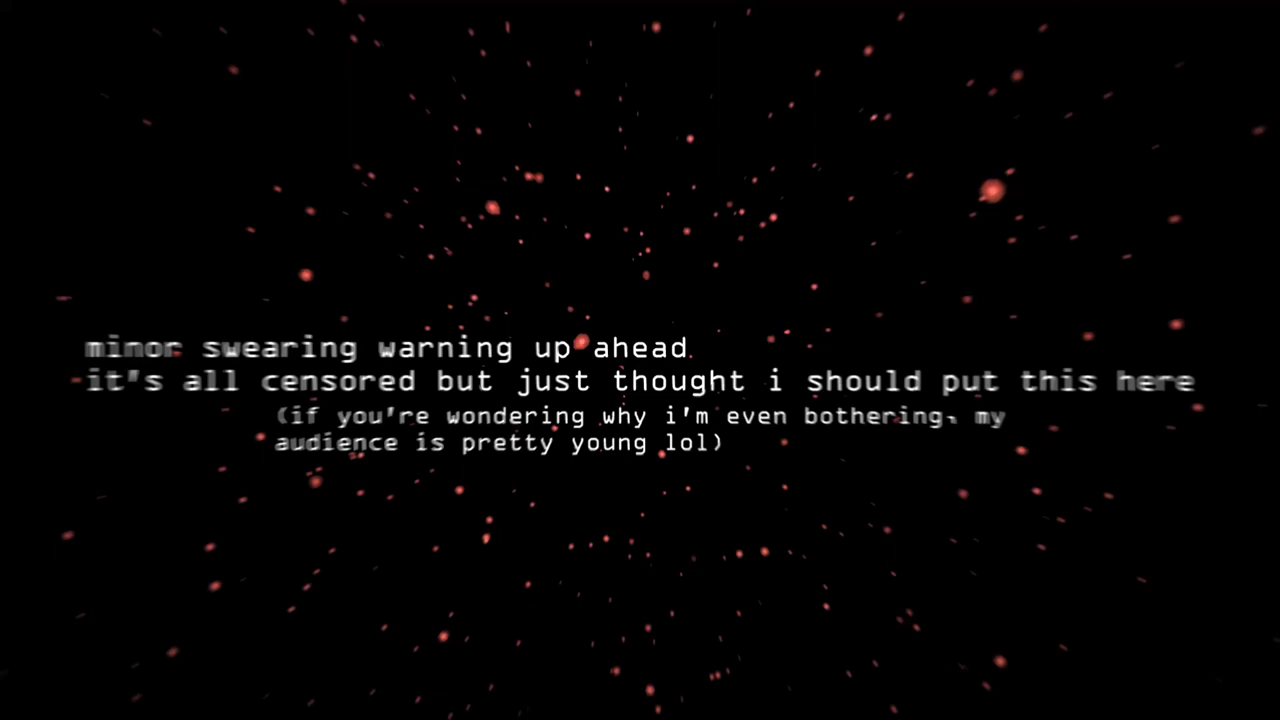 minor swearing warning up ahead
it's all censored but just thought i should put this here
(if you're wondering why i'm even bothering, my
audience is pretty young lol)